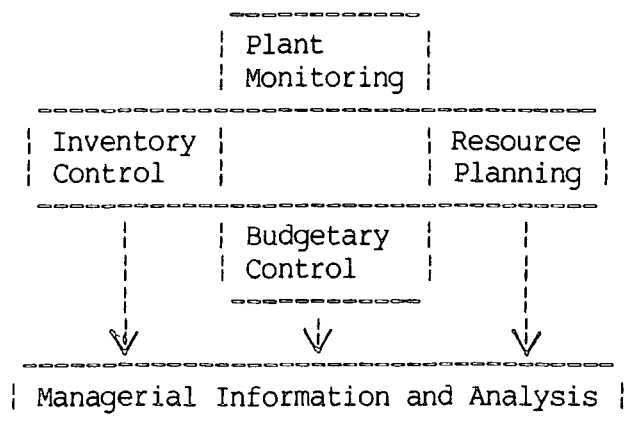 Plant
Monitoring
Inventory
Control
Resource
Planning
Budgetary
Control
Managerial Information and Analysis